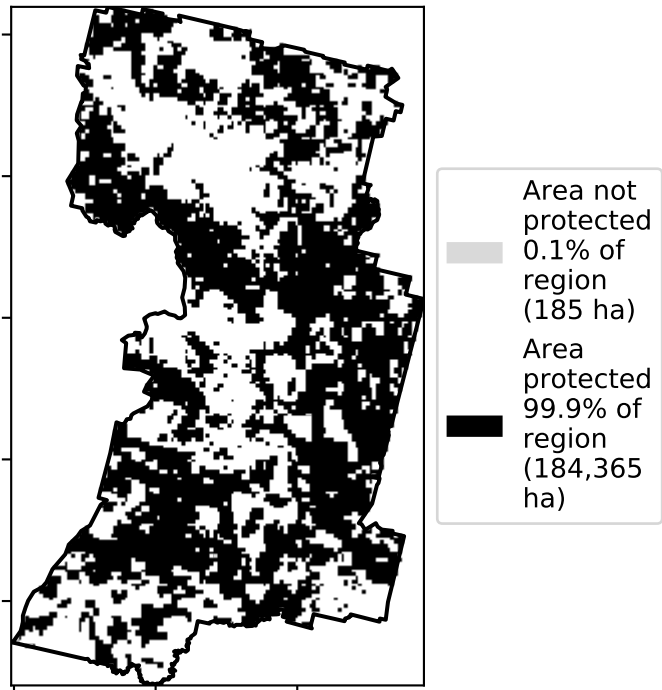 Area not
protected
0.1% of
region
(185 ha)
Area
protected
99.9% of
region
(184,365
ha)